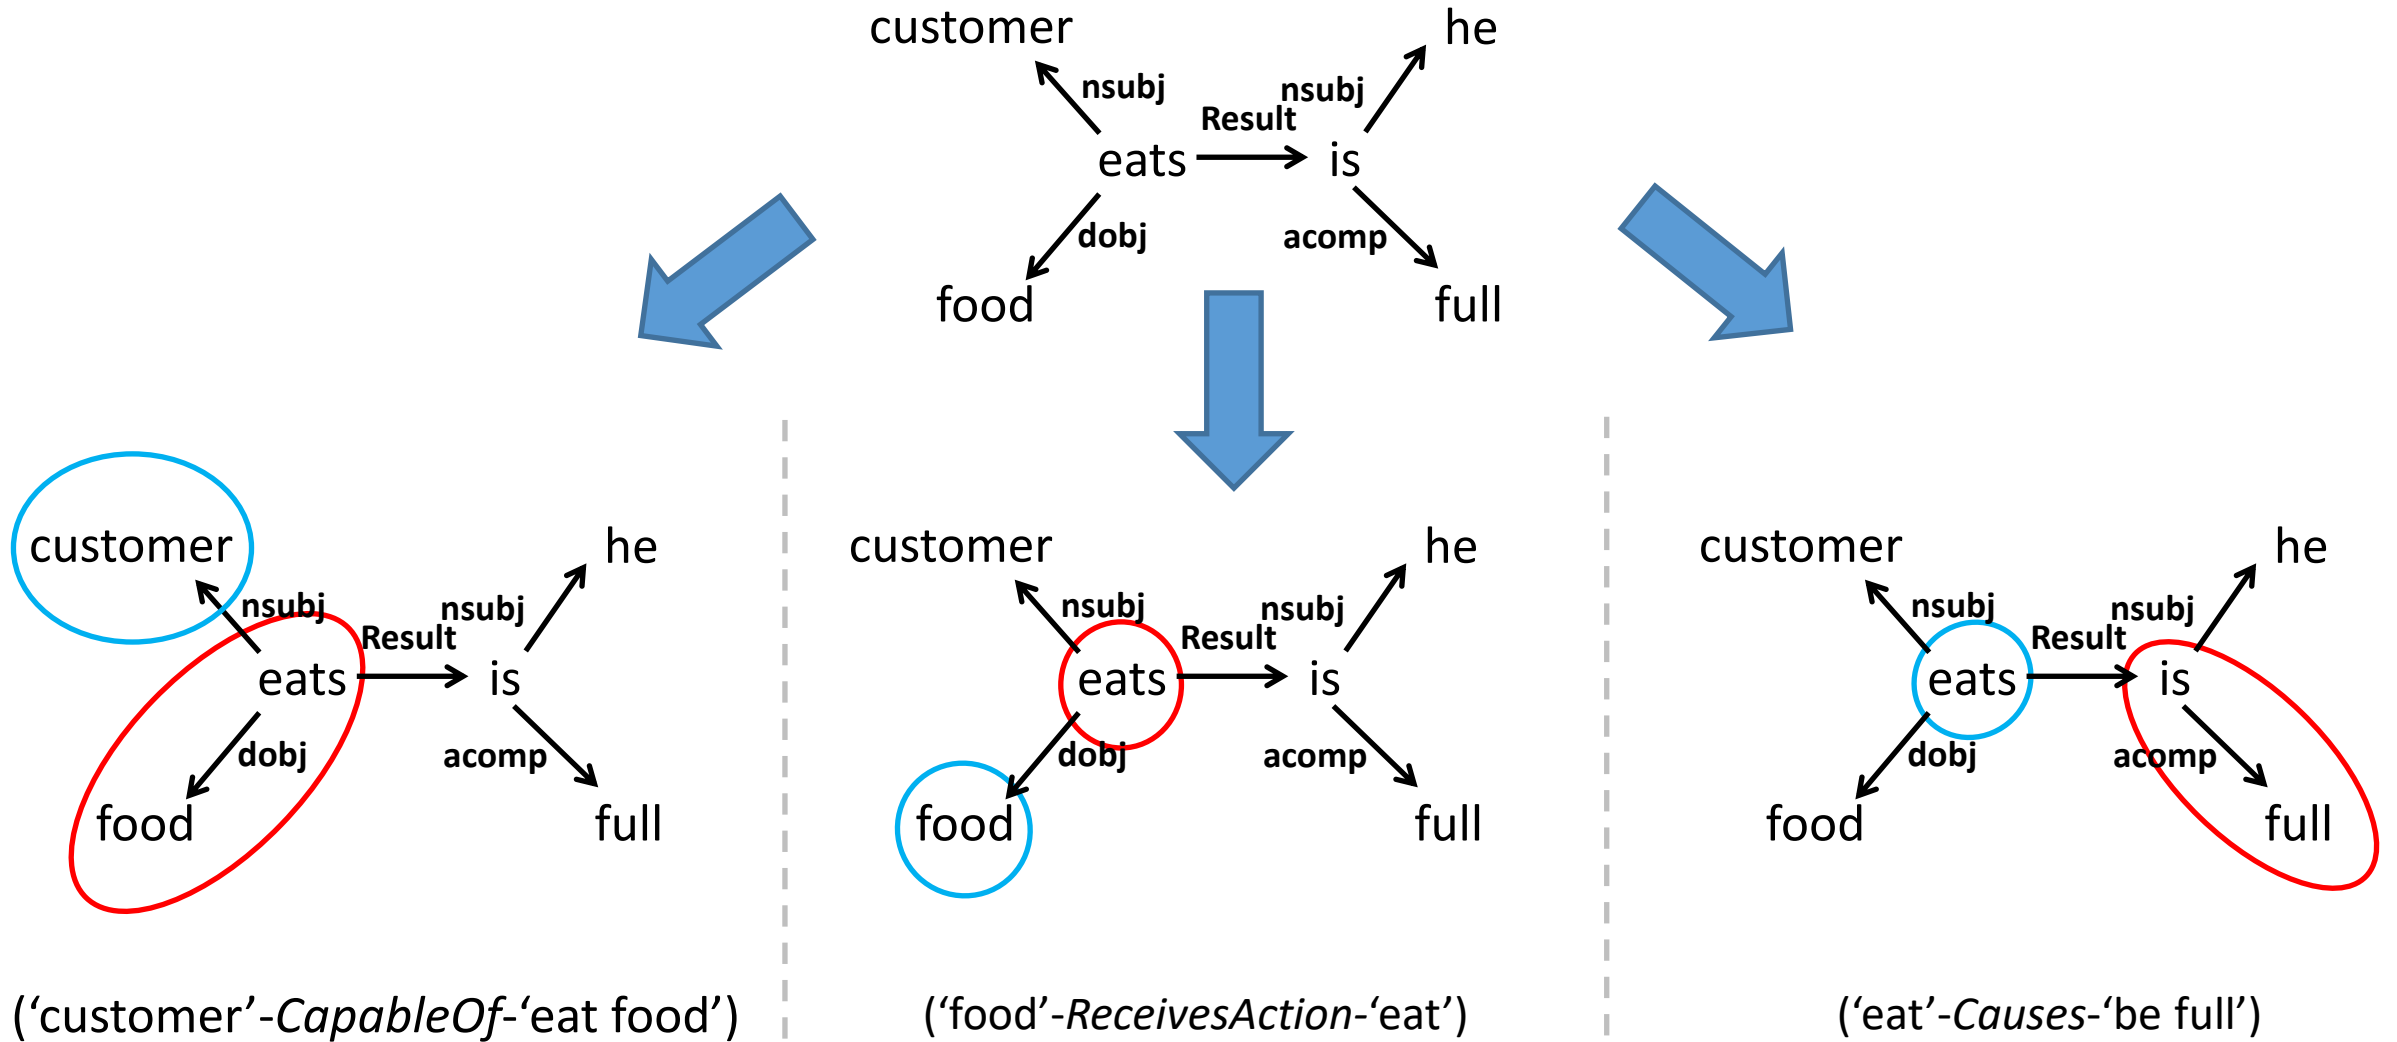 customer
he
nsubj
nsubj
Result
eats
is
dobj
acomp
food
full
customer
he
nsubj
nsubj
Result
eats
is
dobj
acomp
food
full
(‘customer’-CapableOf-‘eat food’)
customer
he
nsubj
nsubj
Result
eats
is
dobj
acomp
food
full
(‘food’-ReceivesAction-‘eat’)
customer
he
nsubj
nsubj
Result
eats
is
dobj
acomp
food
full
(‘eat’-Causes-‘be full’)